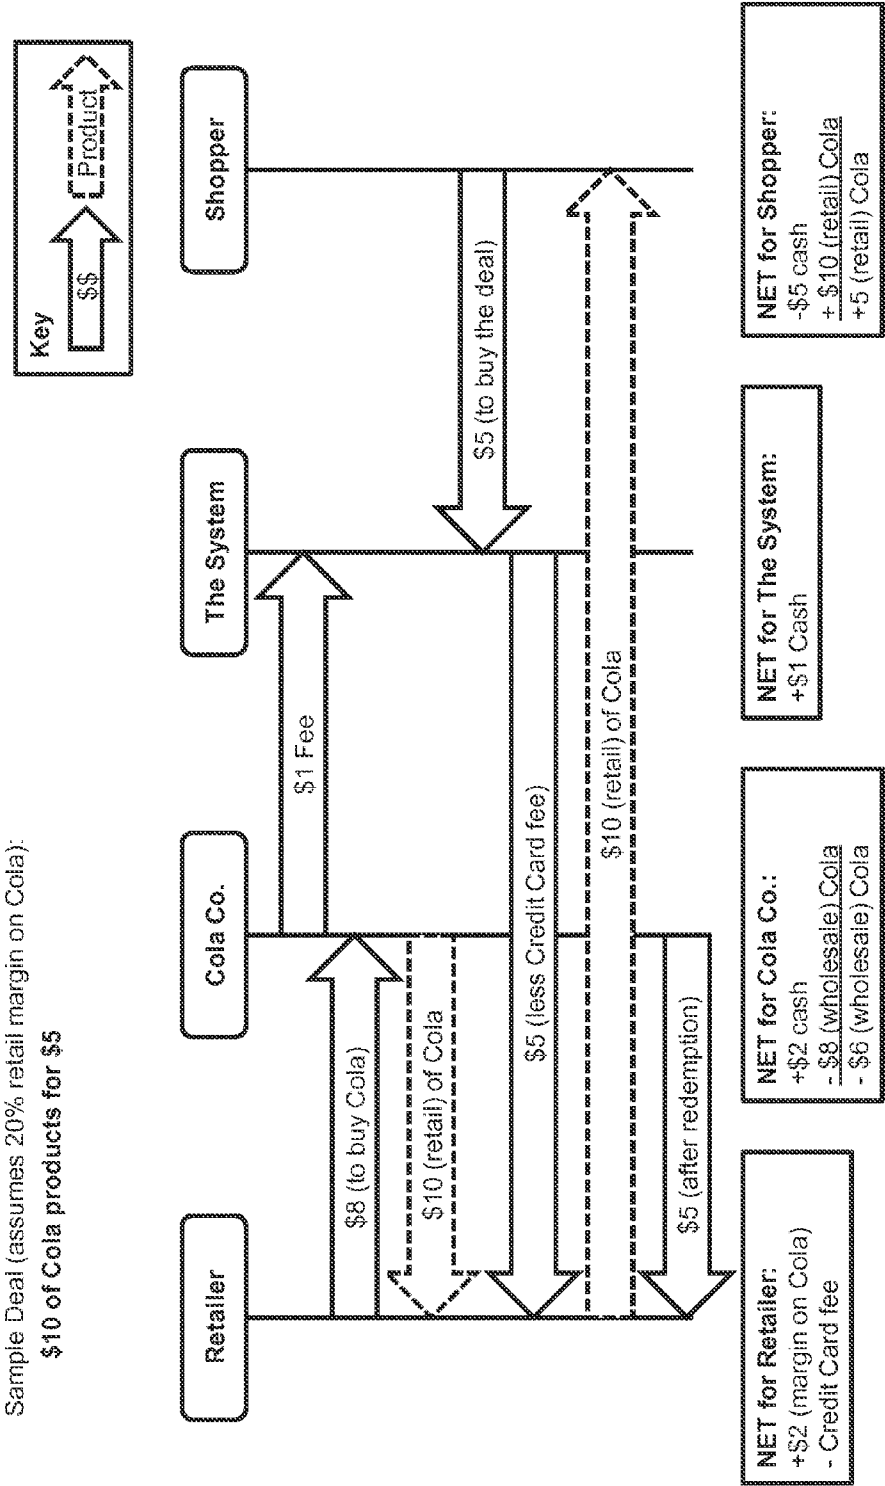 Sample Deal (assumes 20% retail margin on Cola):
$10 of Cola products for $5
Key
$$
Product
Retailer
Cola Co.
The System
Shopper
$1 Fee
$8 (to buy Cola)
$10 (retail) of Cola
$5 (to buy the deal)
$5 (less Credit Card fee)
$10 (retail) of Cola
$5 (after redemption)
NET for Retailer:
+$2 (margin on Cola)
- Credit Card fee
NET for Cola Co.:
+$2 cash
- $8 (wholesale) Cola
- $6 (wholesale) Cola
NET for The System:
+$1 Cash
NET for Shopper:
-$5 cash
+ $10 (retail) Cola
+5 (retail) Cola